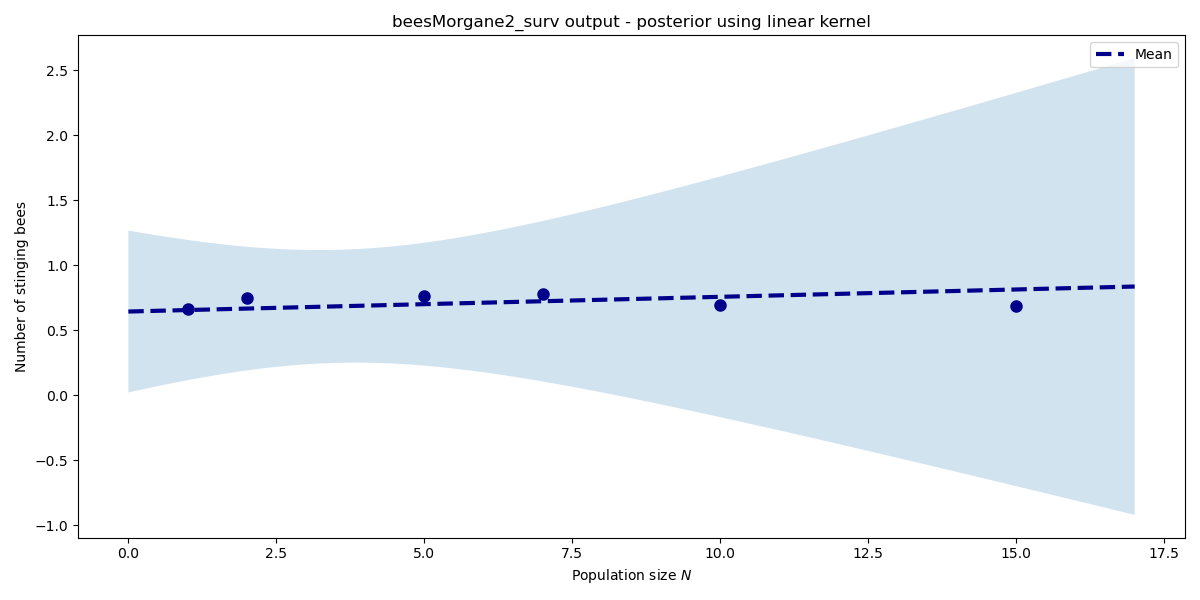 beesMorgane2_surv output - posterior using linear kernel
Mean
Number of stinging bees
2.5
2.0
1.5
1.0
0.5
0.0
−0.5
−1.0
0.0 2.5 5.0 7.5 10.0 12.5 15.0 17.5
Population size N